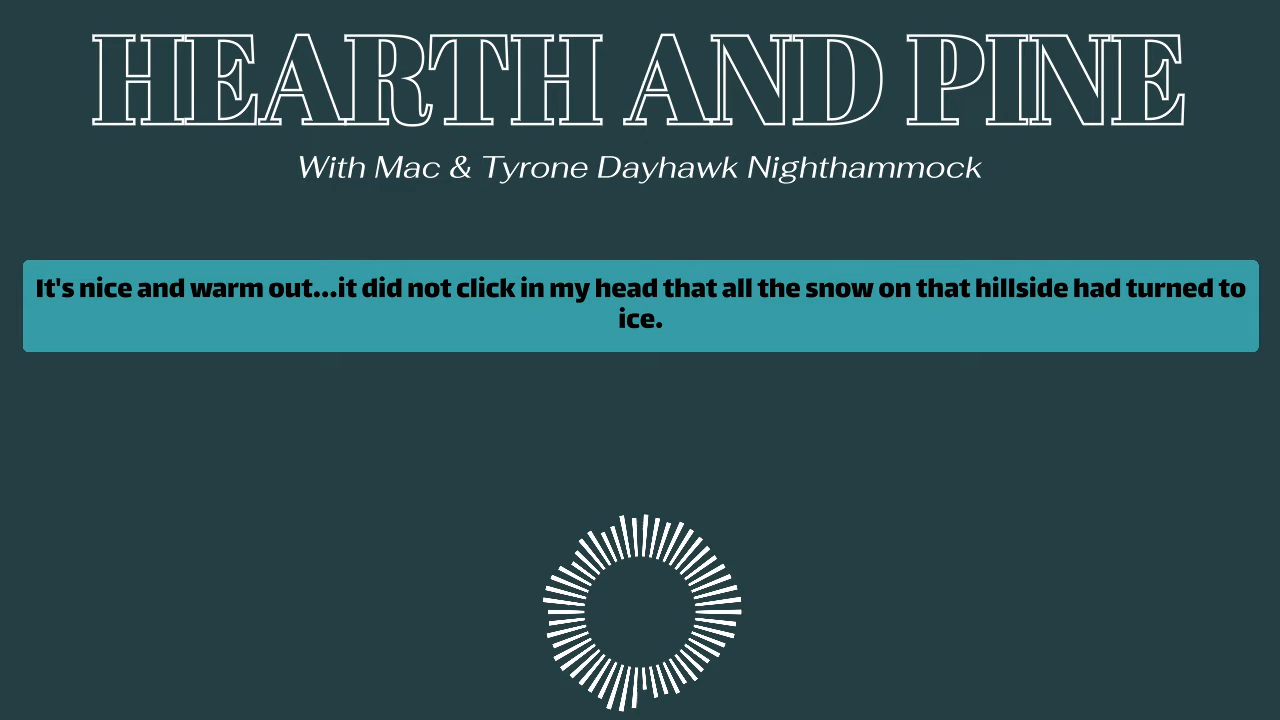 HEARTH AND PINE
With Mac & Tyrone Dayhawk Nighthammock
It's nice and warm out...it did not click in my head that all the snow on that hillside had turned to
ice.